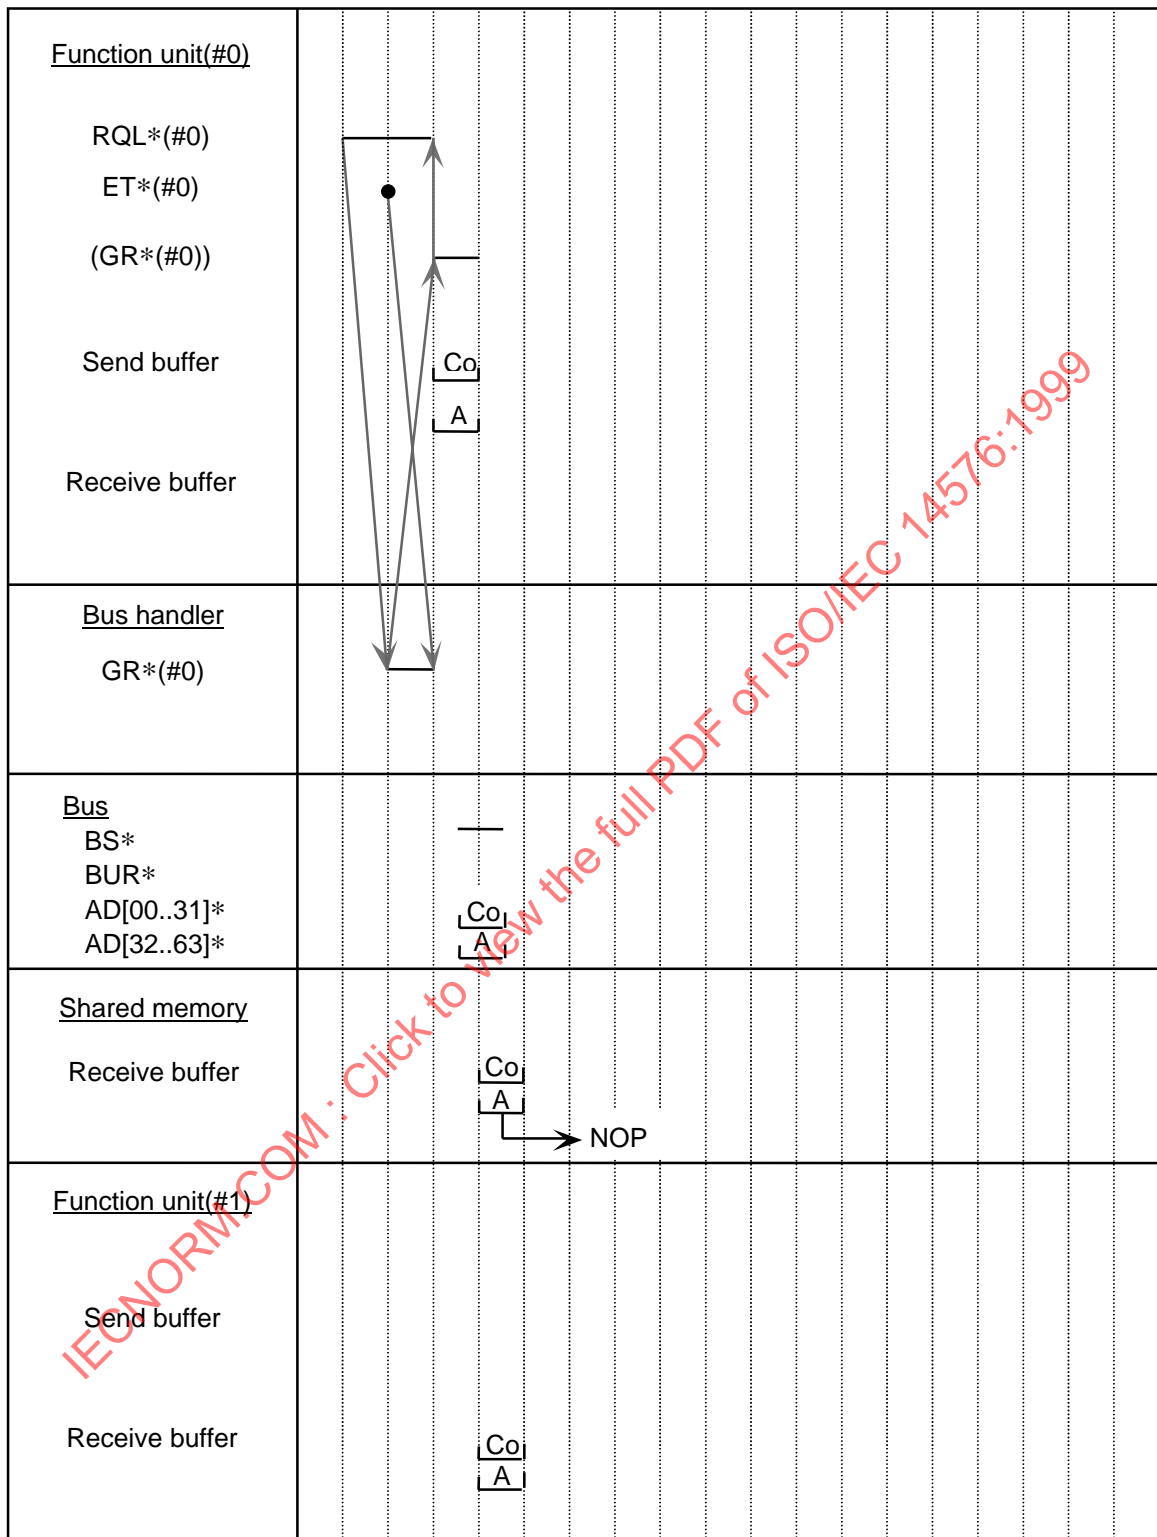 Function unit(#0)
RQL*(#0)
ET*(#0)
(GR*(#0))
Send buffer
Co
A
Receive buffer
Bus handler
GR*(#0)
Bus
BS*
BUR*
AD[00..31]*
Co
AD[32..63]*
A
Shared memory
Receive buffer
Co
A
NOP
Function unit(#1)
Send buffer
Receive buffer
Co
A
IECNORM.COM : Click to view the full PDF of ISO/IEC 14576:1999